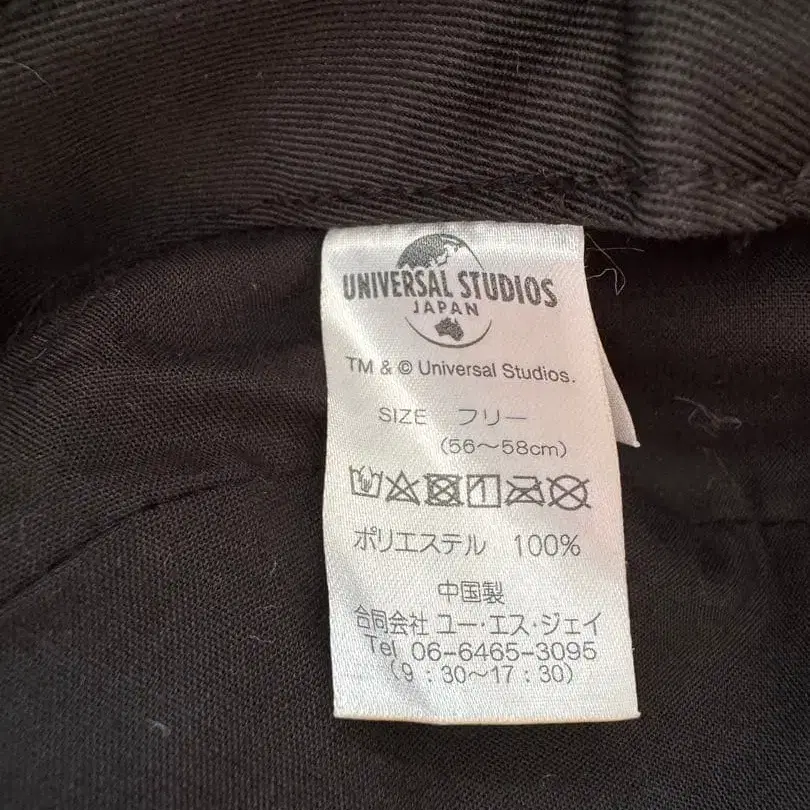 UNIVERSAL STUDIOS
JAPAN
TM & © Universal Studios.
SIZE フリー
(56～58cm)
ポリエステル 100%
中国製
合同会社 ユー・エス・ジェイ
Tel 06-6465-3095
(9:30～17:30)